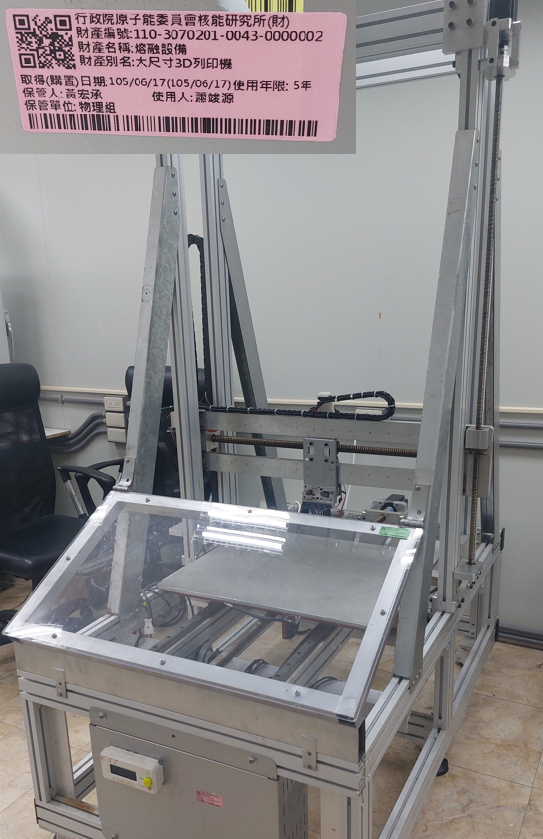 行政院原子能委員會核能研究所(財)
財產編號:110-3070201-0043-0000002
財產名稱:熔融設備
財產別名:大尺寸3D列印機
取得(購置)日期:105/06/17(105/06/17)使用年限: 5年
保管人:黃宏承 使用人:蕭竣源
保管單位:物理組